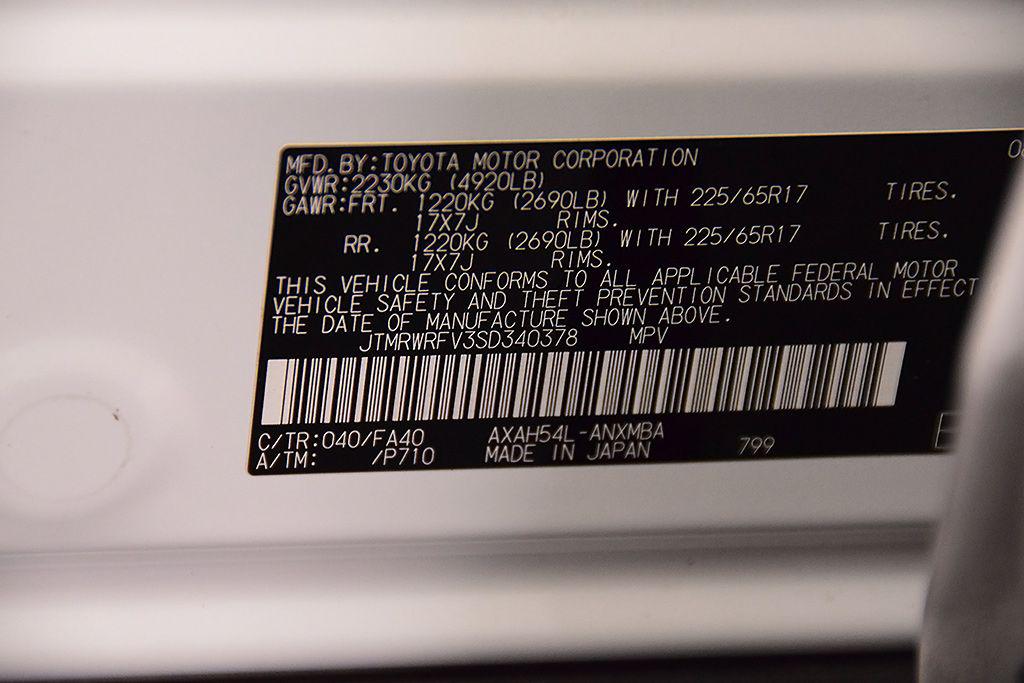 MFD.BY:TOYOTA MOTOR CORPORATION
GVWR:2230KG (4920LB)
GAWR:FRT. 1220KG (2690LB) WITH 225/65R17 TIRES.
17X7J RIMS.
RR. 1220KG (2690LB) WITH 225/65R17 TIRES.
17X7J RIMS.
THIS VEHICLE CONFORMS TO ALL APPLICABLE FEDERAL MOTOR
VEHICLE SAFETY AND THEFT PREVENTION STANDARDS IN EFFECT
THE DATE OF MANUFACTURE SHOWN ABOVE.
JTMRWRFV3SD340378 MPV
C/TR:040/FA40 AXAH54L-ANXMBA
A/TM: /P710 MADE IN JAPAN 799